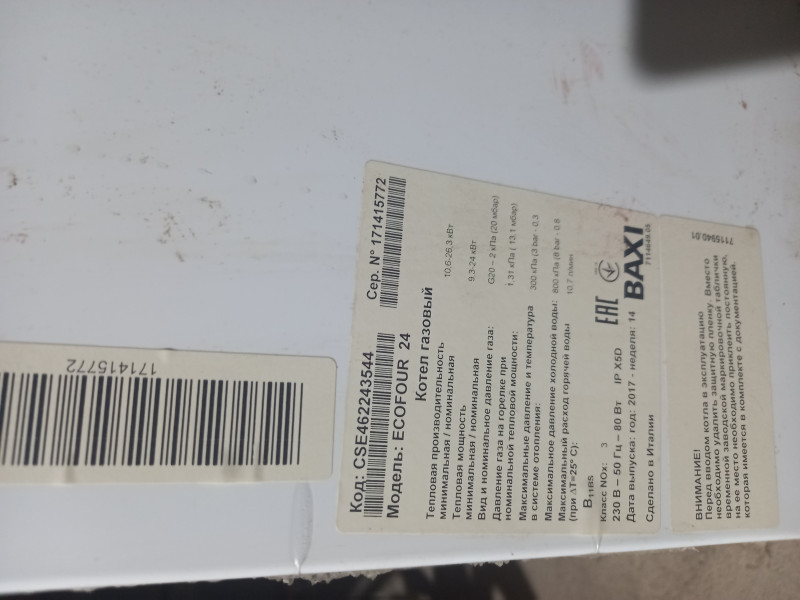 171415772
Код: CSE462243544
Сер. N° 171415772
Модель: ECOFOUR 24
Котел газовый
Тепловая производительность
минимальная / номинальная 10,6-26,3 кВт
Тепловая мощность
минимальная / номинальная 9.3-24 кВт
Вид и номинальное давление газа: G20 – 2 кПа (20 мбар)
Давление газа на горелке при
номинальной тепловой мощности: 1,31 кПа ( 13,1 мбар)
Максимальные давление и температура
в системе отопления: 300 кПа (3 bar - 0.3
Максимальное давление холодной воды: 800 кПа (8 bar - 0.8
Максимальный расход горячей воды
(при ΔT=25° C): 10,7 л/мин
B11BS
Класс NOx: 3
230 В – 50 Гц – 80 Вт IP X5D
Дата выпуска: год: 2017 - неделя: 14
Сделано в Италии
EAC
BAXI
7114649.05
7115940.01
ВНИМАНИЕ!
Перед вводом котла в эксплуатацию
необходимо удалить защитную пленку. Вместо
временной заводской маркировочной таблички
на ее место необходимо приклеить постоянную,
которая имеется в комплекте с документацией.